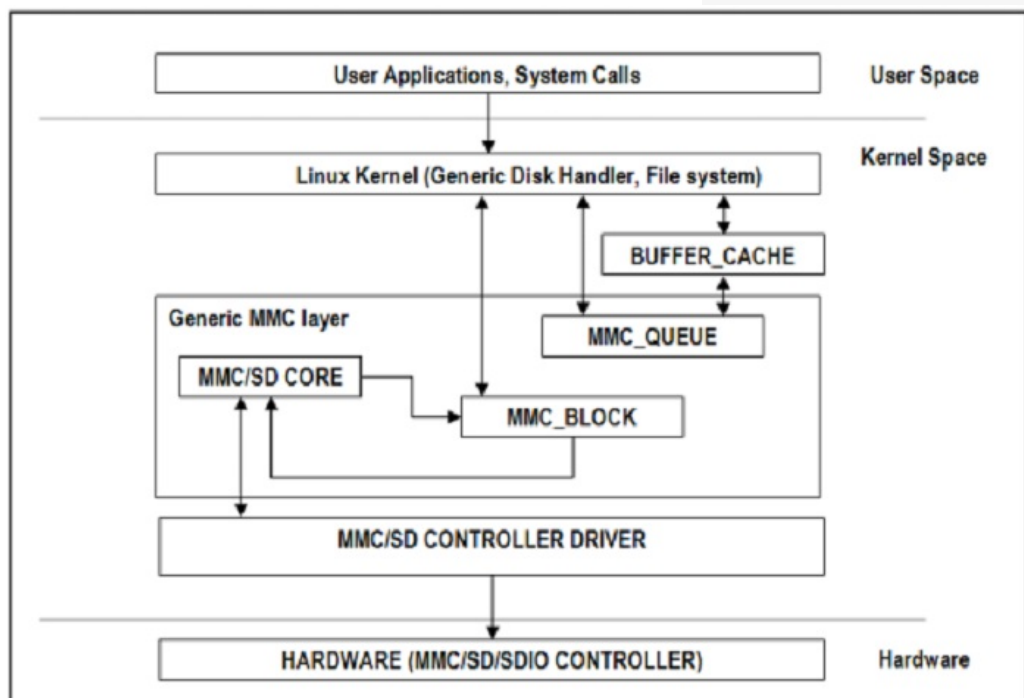 User Applications, System Calls
User Space
Kernel Space
Linux Kernel (Generic Disk Handler, File system)
BUFFER_CACHE
Generic MMC layer
MMC_QUEUE
MMC/SD CORE
MMC_BLOCK
MMC/SD CONTROLLER DRIVER
HARDWARE (MMC/SD/SDIO CONTROLLER)
Hardware